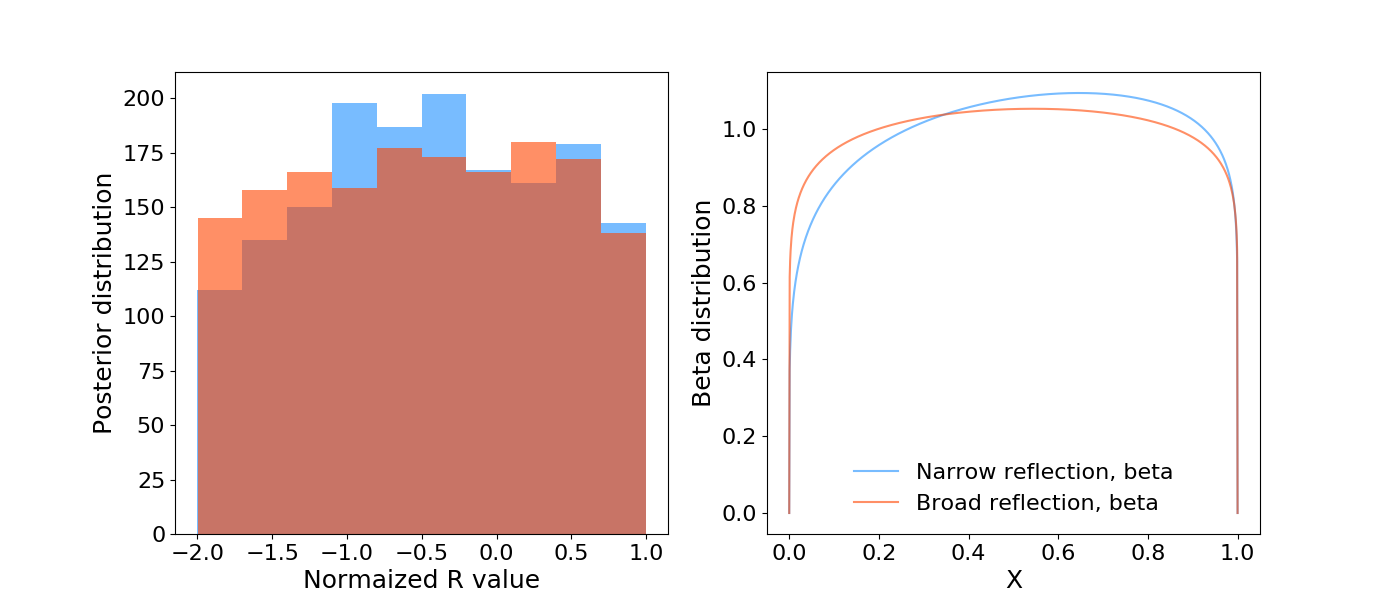 Posterior distribution
200
175
150
125
100
75
50
25
0
−2.0 −1.5 −1.0 −0.5 0.0 0.5 1.0
Normaized R value
Beta distribution
1.0
0.8
0.6
0.4
0.2
0.0
Narrow reflection, beta
Broad reflection, beta
0.0 0.2 0.4 0.6 0.8 1.0
X